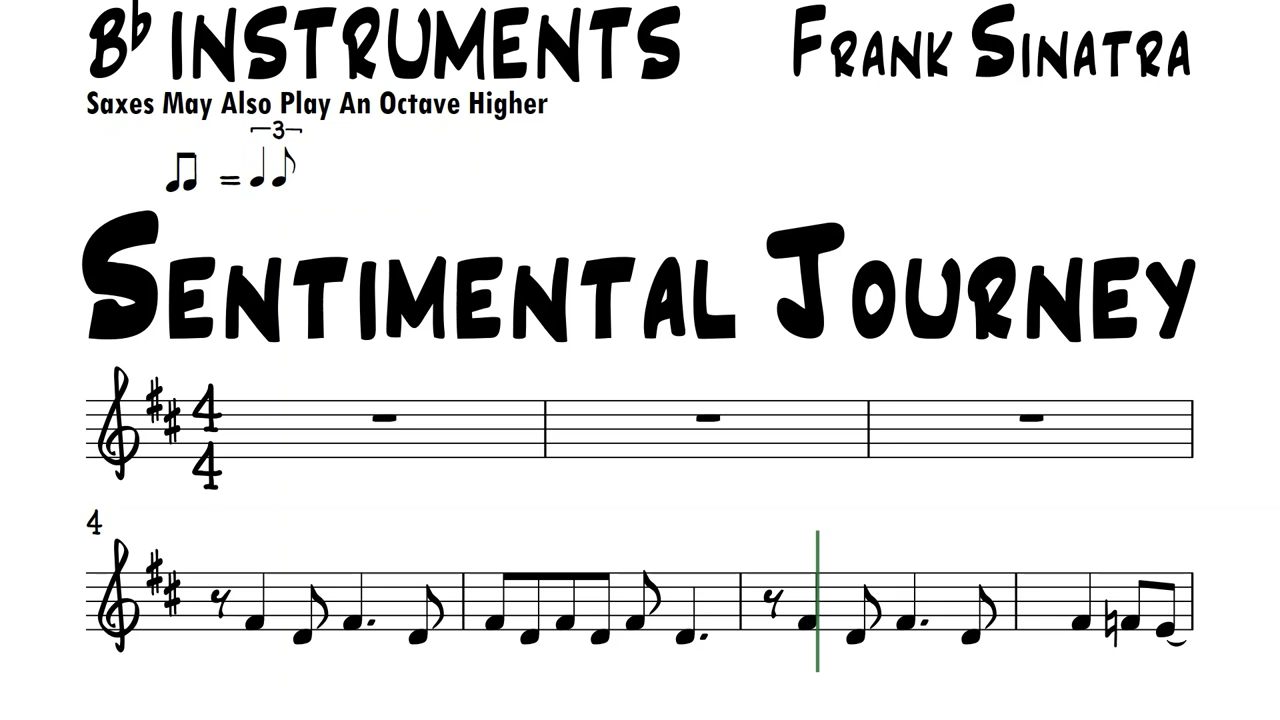 B♭ INSTRUMENTS FRANK SINATRA
Saxes May Also Play An Octave Higher
3
=
SENTIMENTAL JOURNEY
4
4
4